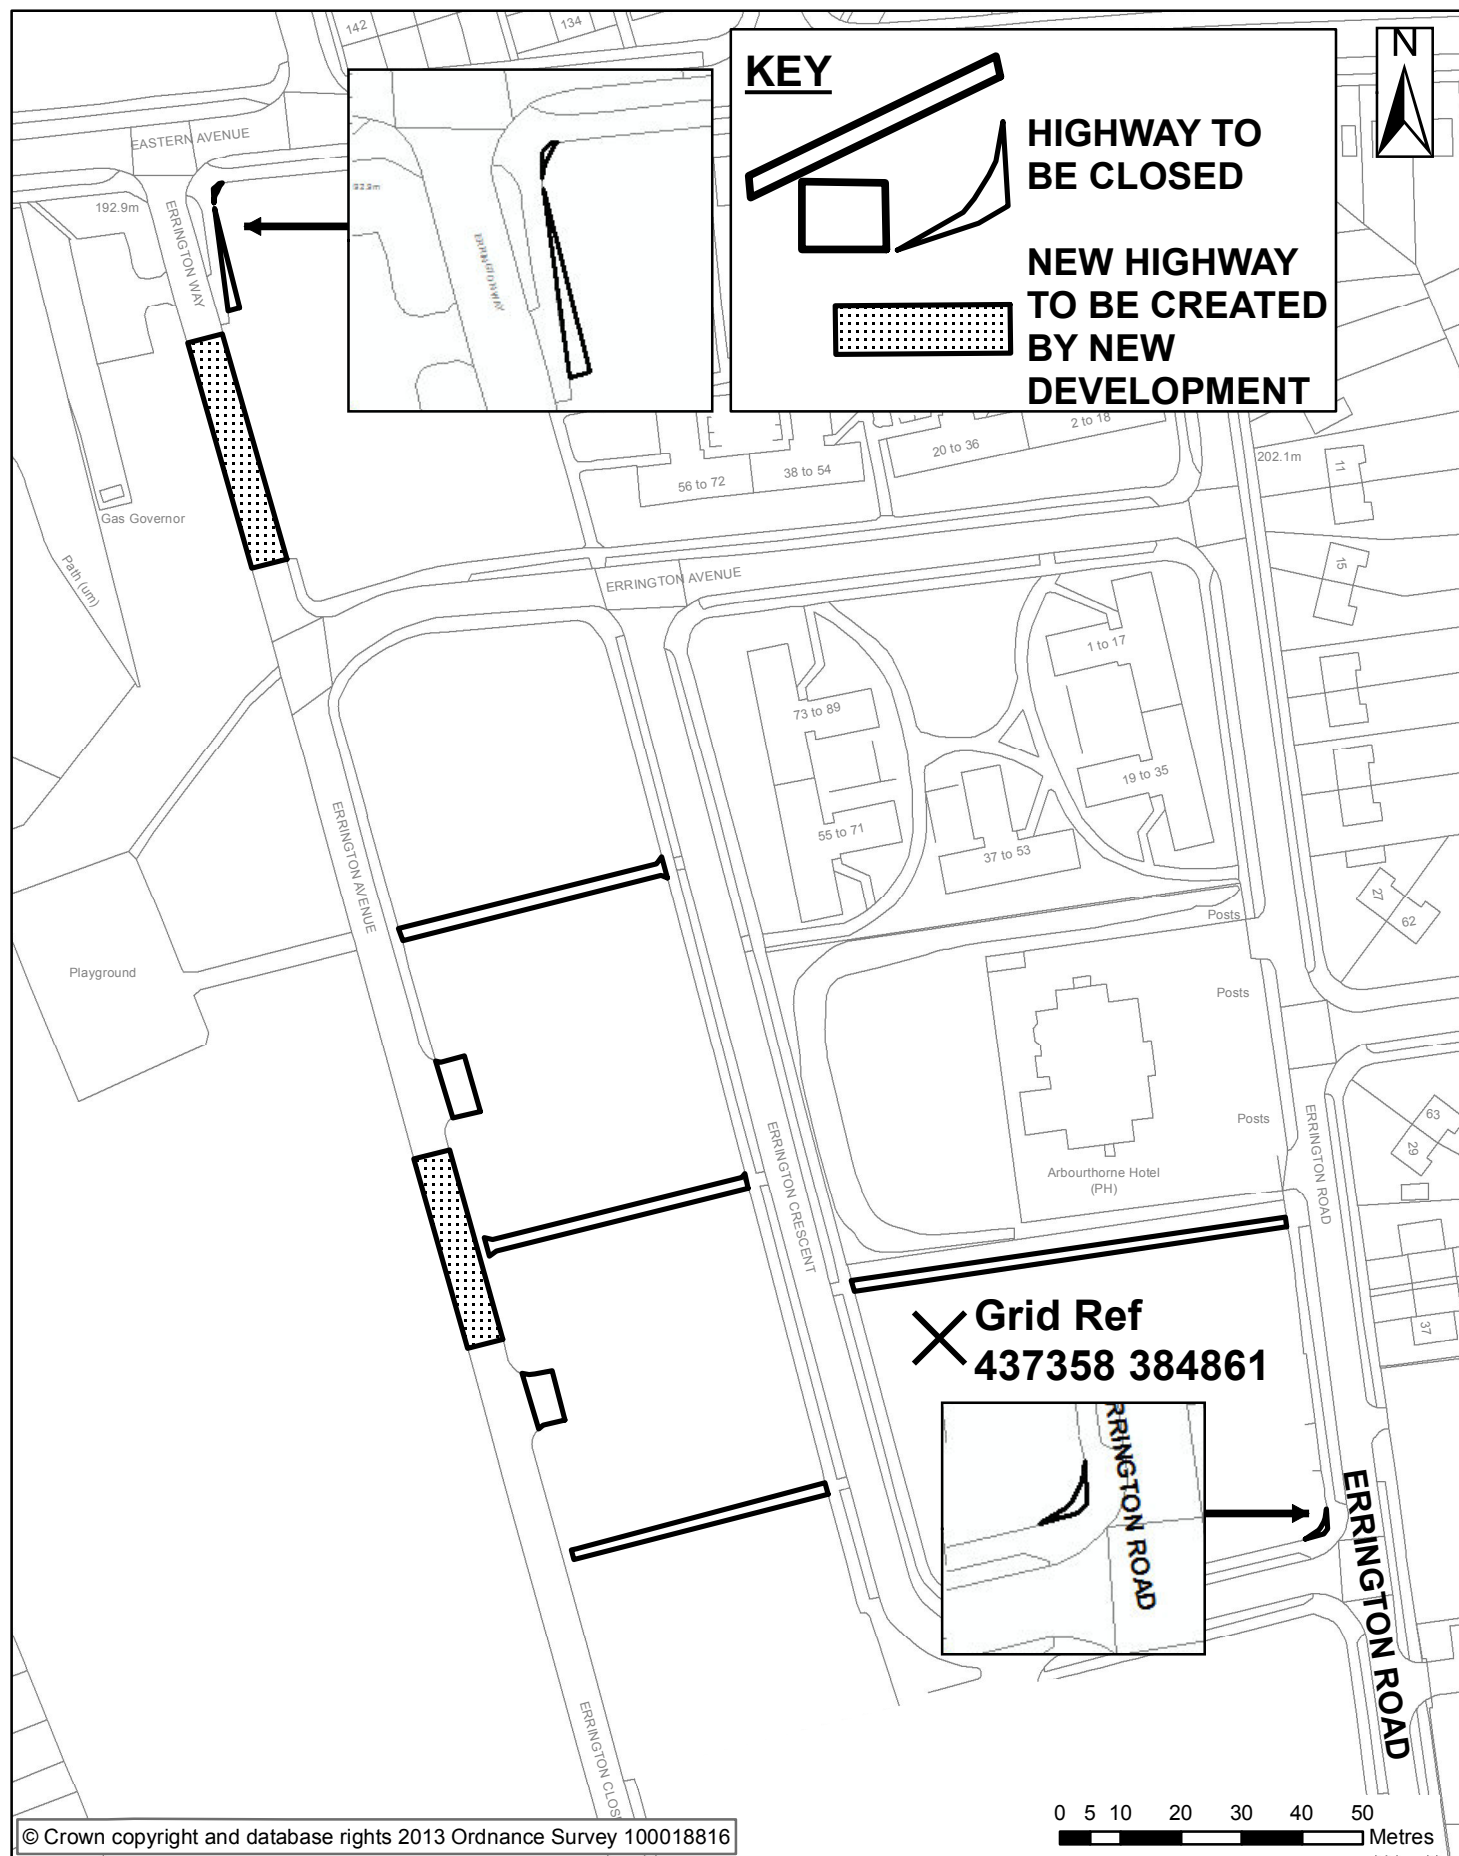 142
134
KEY
N
HIGHWAY TO
BE CLOSED
EASTERN AVENUE
192.9m
ERRINGTON WAY
ERRINGTON WAY
NEW HIGHWAY
TO BE CREATED
BY NEW
DEVELOPMENT
2 to 18
20 to 36
38 to 54
56 to 72
202.1m
11
Gas Governor
Path (um)
15
ERRINGTON AVENUE
1 to 17
73 to 89
19 to 35
55 to 71
37 to 53
ERRINGTON AVENUE
27
62
Posts
Playground
Posts
Posts
ERRINGTON ROAD
63
29
ERRINGTON CRESCENT
Arbourthorne Hotel
(PH)
37
Grid Ref
437358 384861
RRINGTON ROAD
ERRINGTON ROAD
ERRINGTON CLOS
0 5 10 20 30 40 50
Metres
© Crown copyright and database rights 2013 Ordnance Survey 100018816